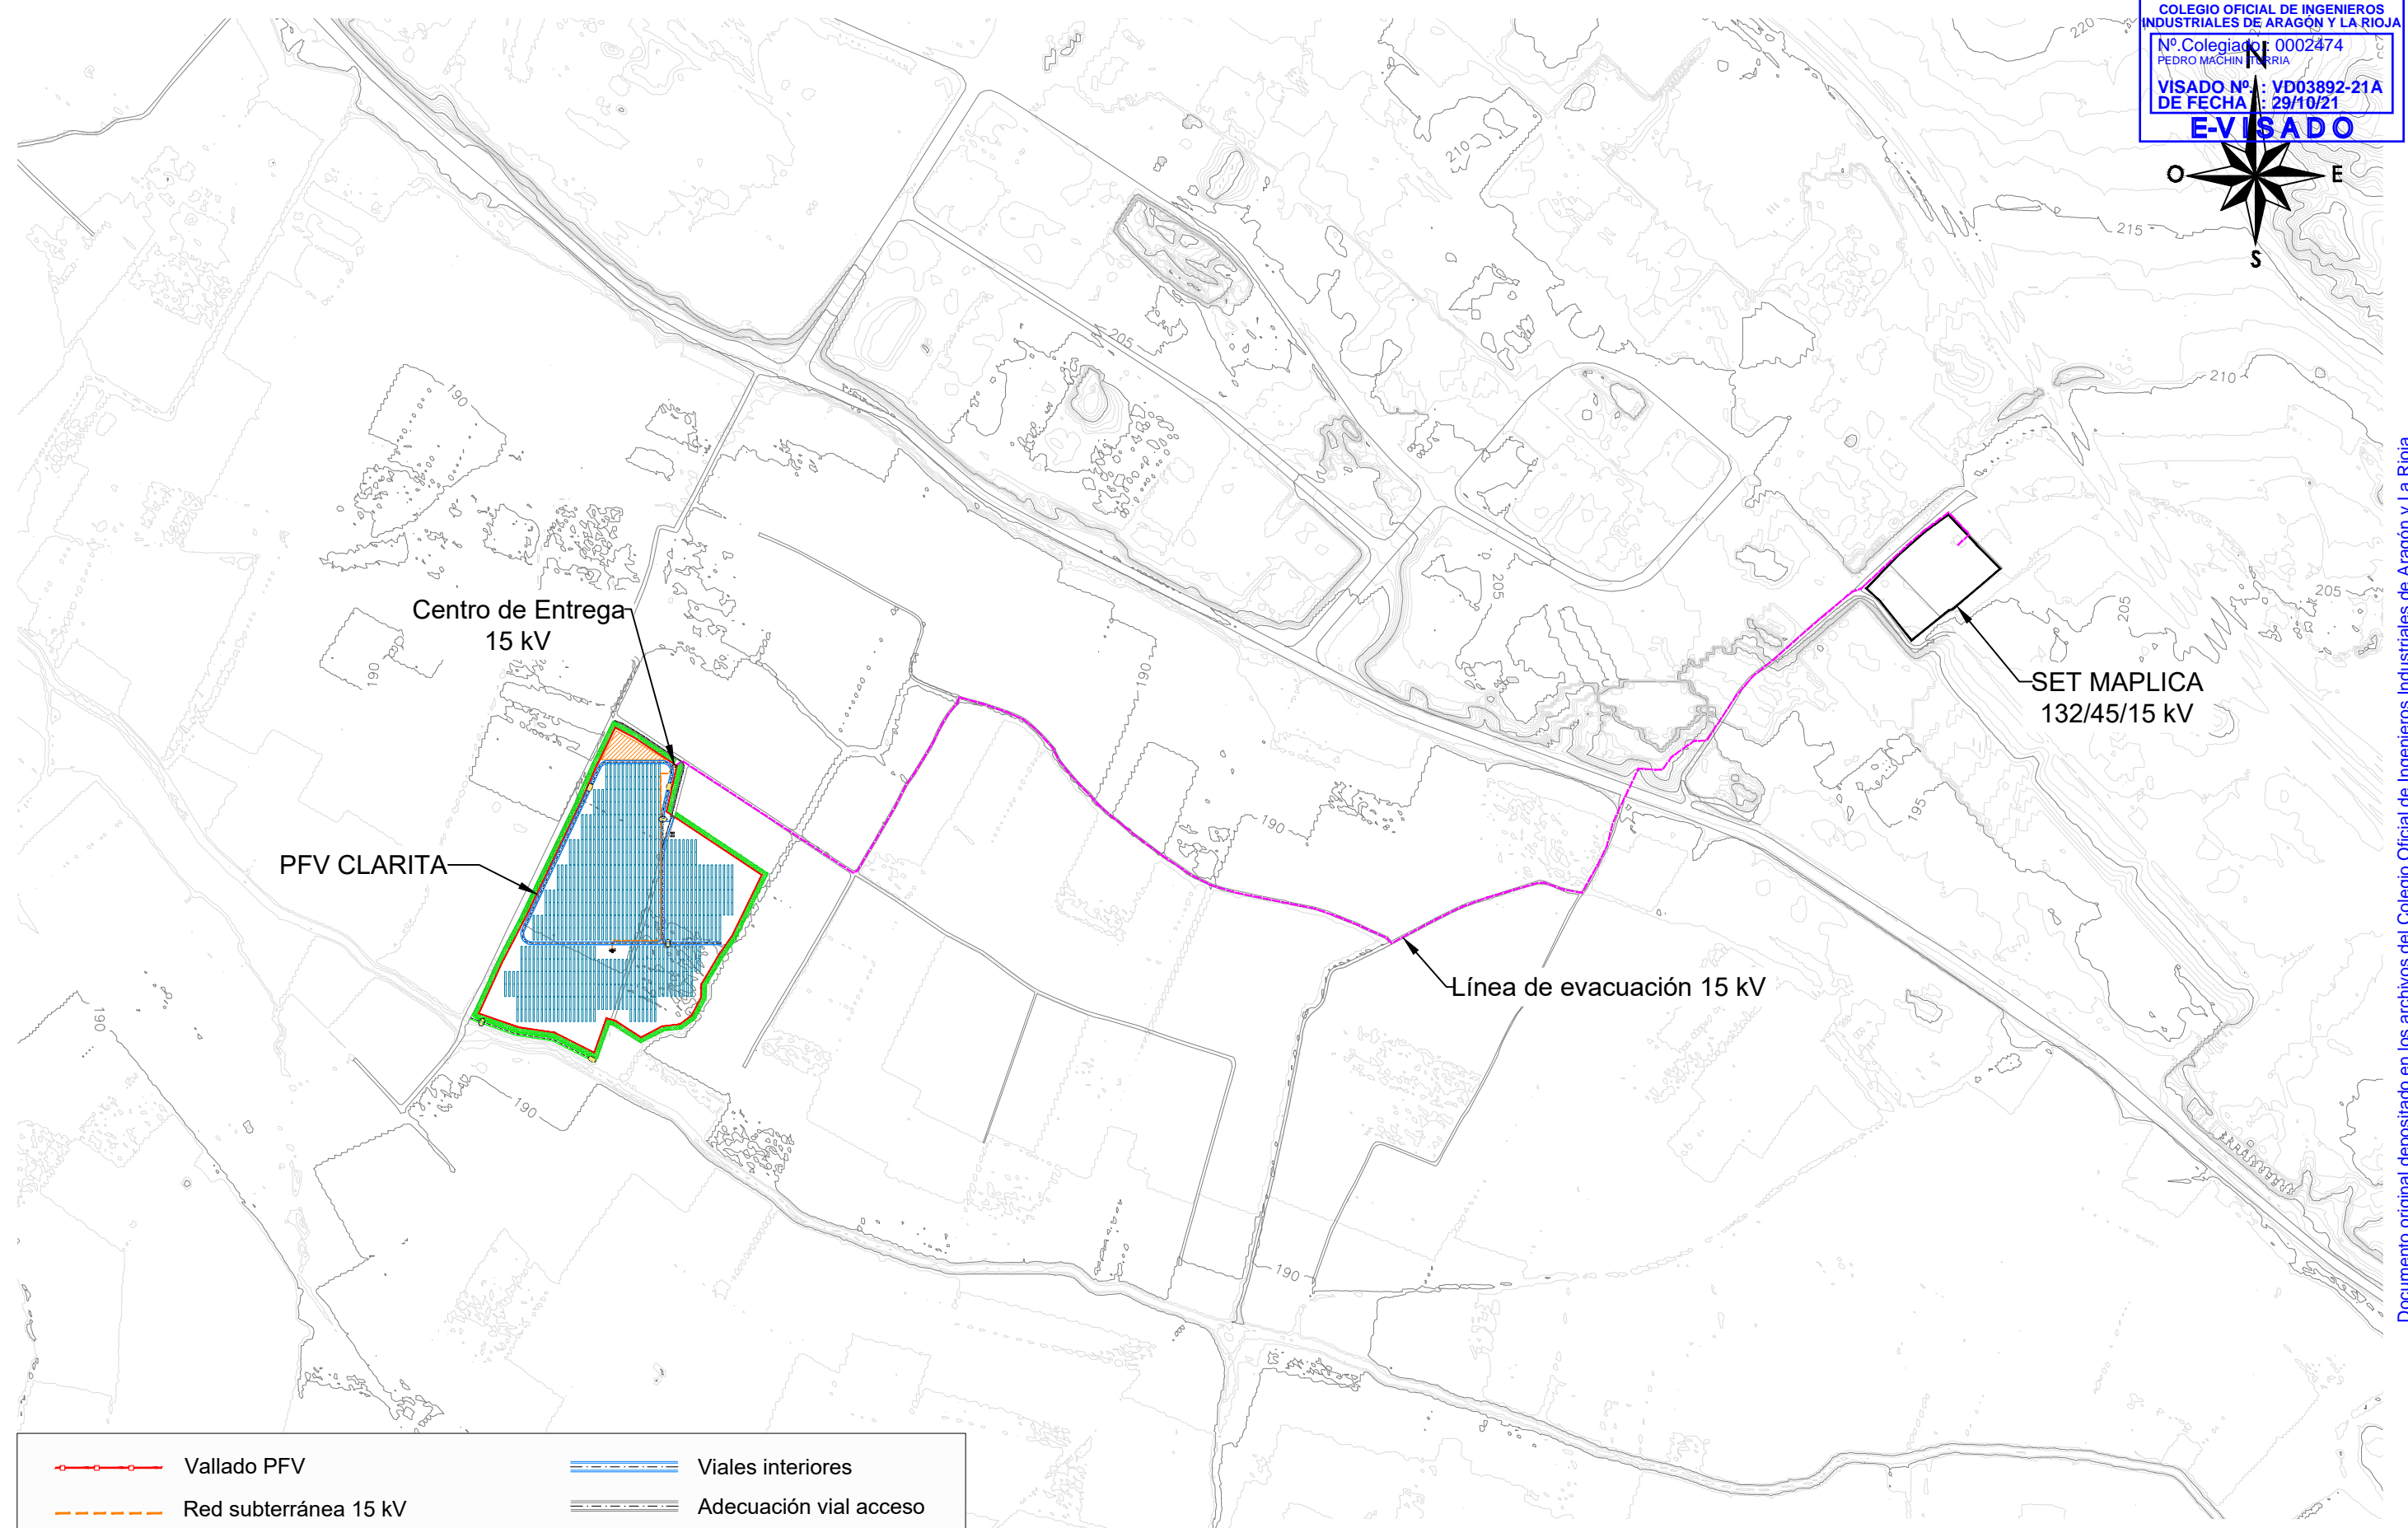 COLEGIO OFICIAL DE INGENIEROS
INDUSTRIALES DE ARAGÓN Y LA RIOJA
Nº.Colegiado.: 0002474
PEDRO MACHIN ITURRIA
VISADO Nº. : VD03892-21A
DE FECHA : 29/10/21
E-VISADO
N
O
E
S
220
210
215
205
190
210
205
205
205
190
190
190
195
190
190
190
190
Centro de Entrega
15 kV
SET MAPLICA
132/45/15 kV
PFV CLARITA
Línea de evacuación 15 kV
Documento original depositado en los archivos del Colegio Oficial de Ingenieros Industriales de Aragón y La Rioja
Vallado PFV
Viales interiores
Red subterránea 15 kV
Adecuación vial acceso